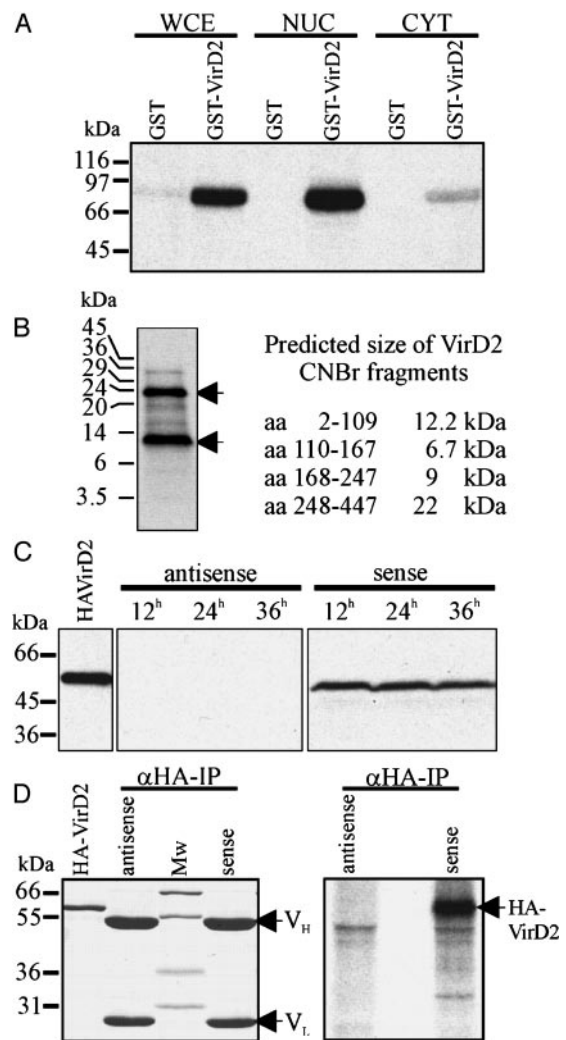 A
WCE NUC CYT
GST GST-VirD2 GST GST-VirD2 GST GST-VirD2
kDa
116
97
66
45
B
kDa
45
36
29
24
20
14
6
3.5
Predicted size of VirD2
CNBr fragments
aa 2-109 12.2 kDa
aa 110-167 6.7 kDa
aa 168-247 9 kDa
aa 248-447 22 kDa
C
HAVirD2
antisense sense
12h 24h 36h 12h 24h 36h
kDa
66
45
36
D
αHA-IP αHA-IP
HA-VirD2 antisense Mw sense antisense sense
kDa
66
55
36
31
VH
VL
HA-
VirD2